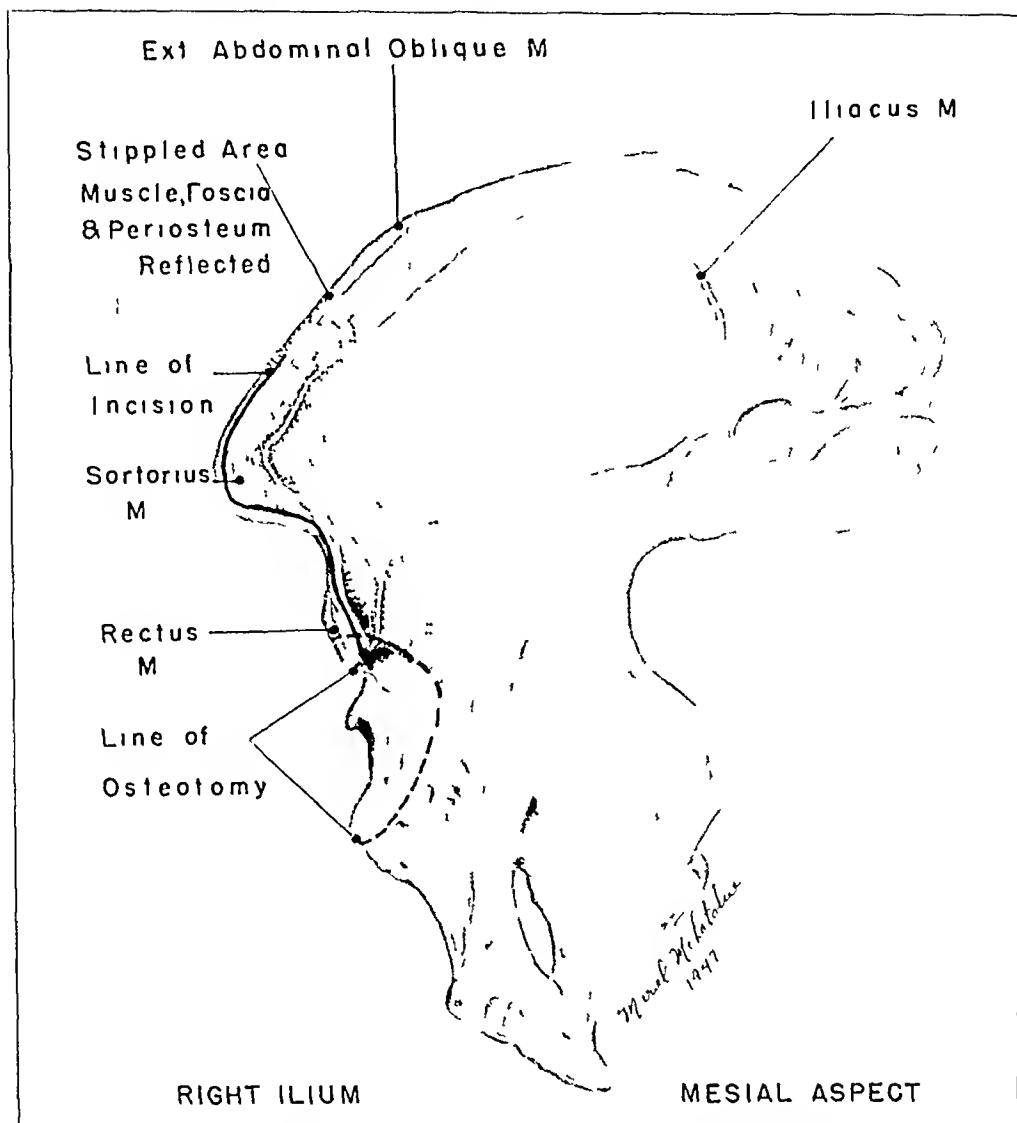 Ext Abdominal Oblique M
Iliacus M
Stippled Area
Muscle, Foscia
& Periosteum
Reflected
Line of
Incision
Sortorius
M
Rectus
M
Line of
Osteotomy
1947
RIGHT ILIUM
MESIAL ASPECT